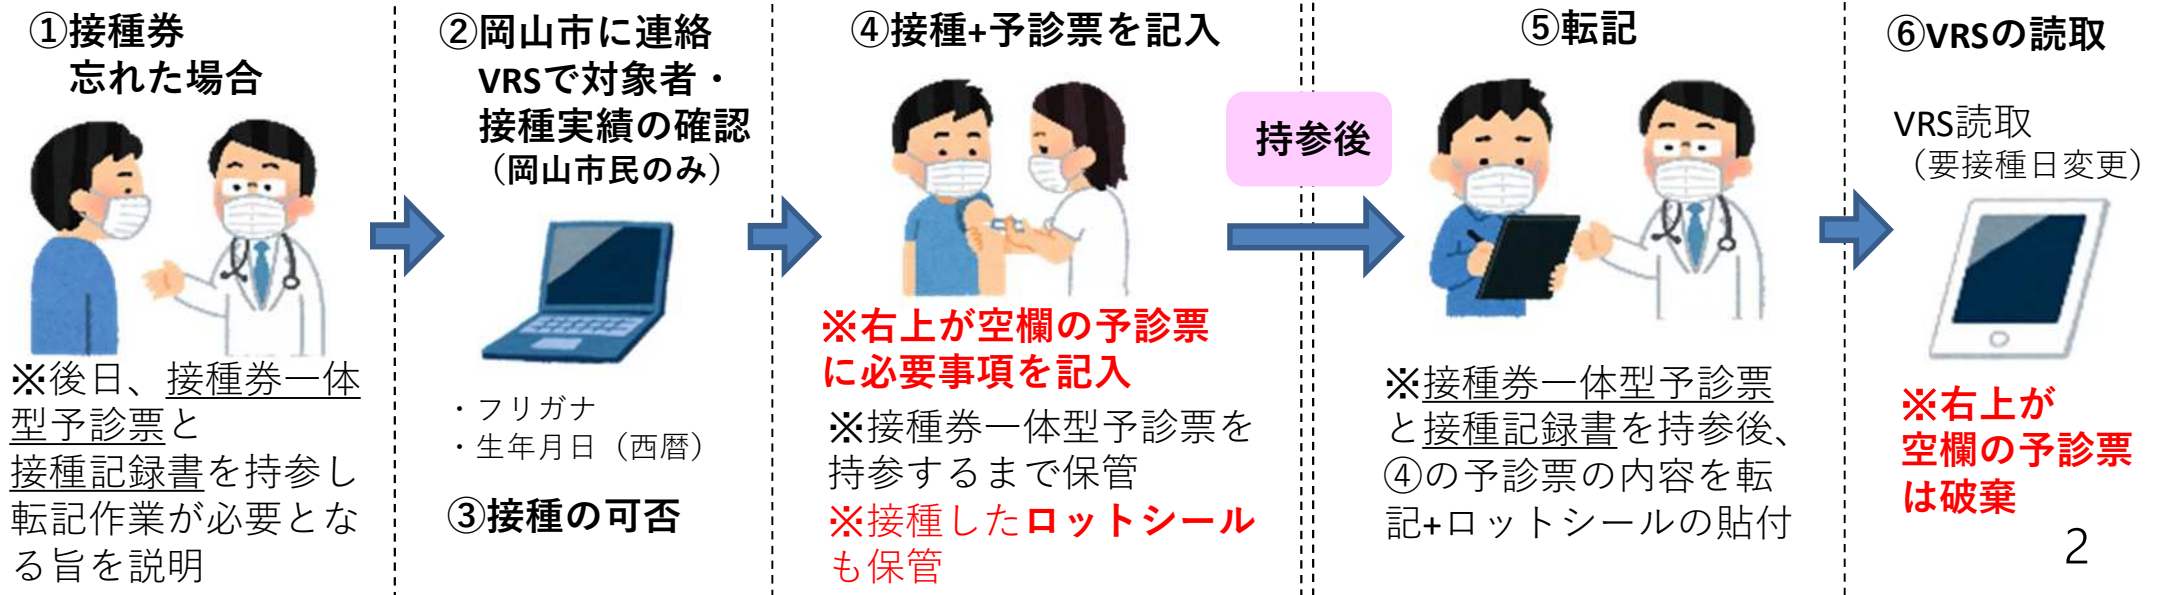 ①接種券
忘れた場合
※後日、接種券一体
型予診票と
接種記録書を持参し
転記作業が必要とな
る旨を説明
②岡山市に連絡
VRSで対象者・
接種実績の確認
（岡山市民のみ）
・フリガナ
・生年月日（西暦）
③接種の可否
④接種+予診票を記入
※右上が空欄の予診票
に必要事項を記入
※接種券一体型予診票を
持参するまで保管
※接種したロットシール
も保管
持参後
⑤転記
※接種券一体型予診票
と接種記録書を持参後、
④の予診票の内容を転
記+ロットシールの貼付
⑥VRSの読取
VRS読取
（要接種日変更）
※右上が
空欄の予診票
は破棄
2